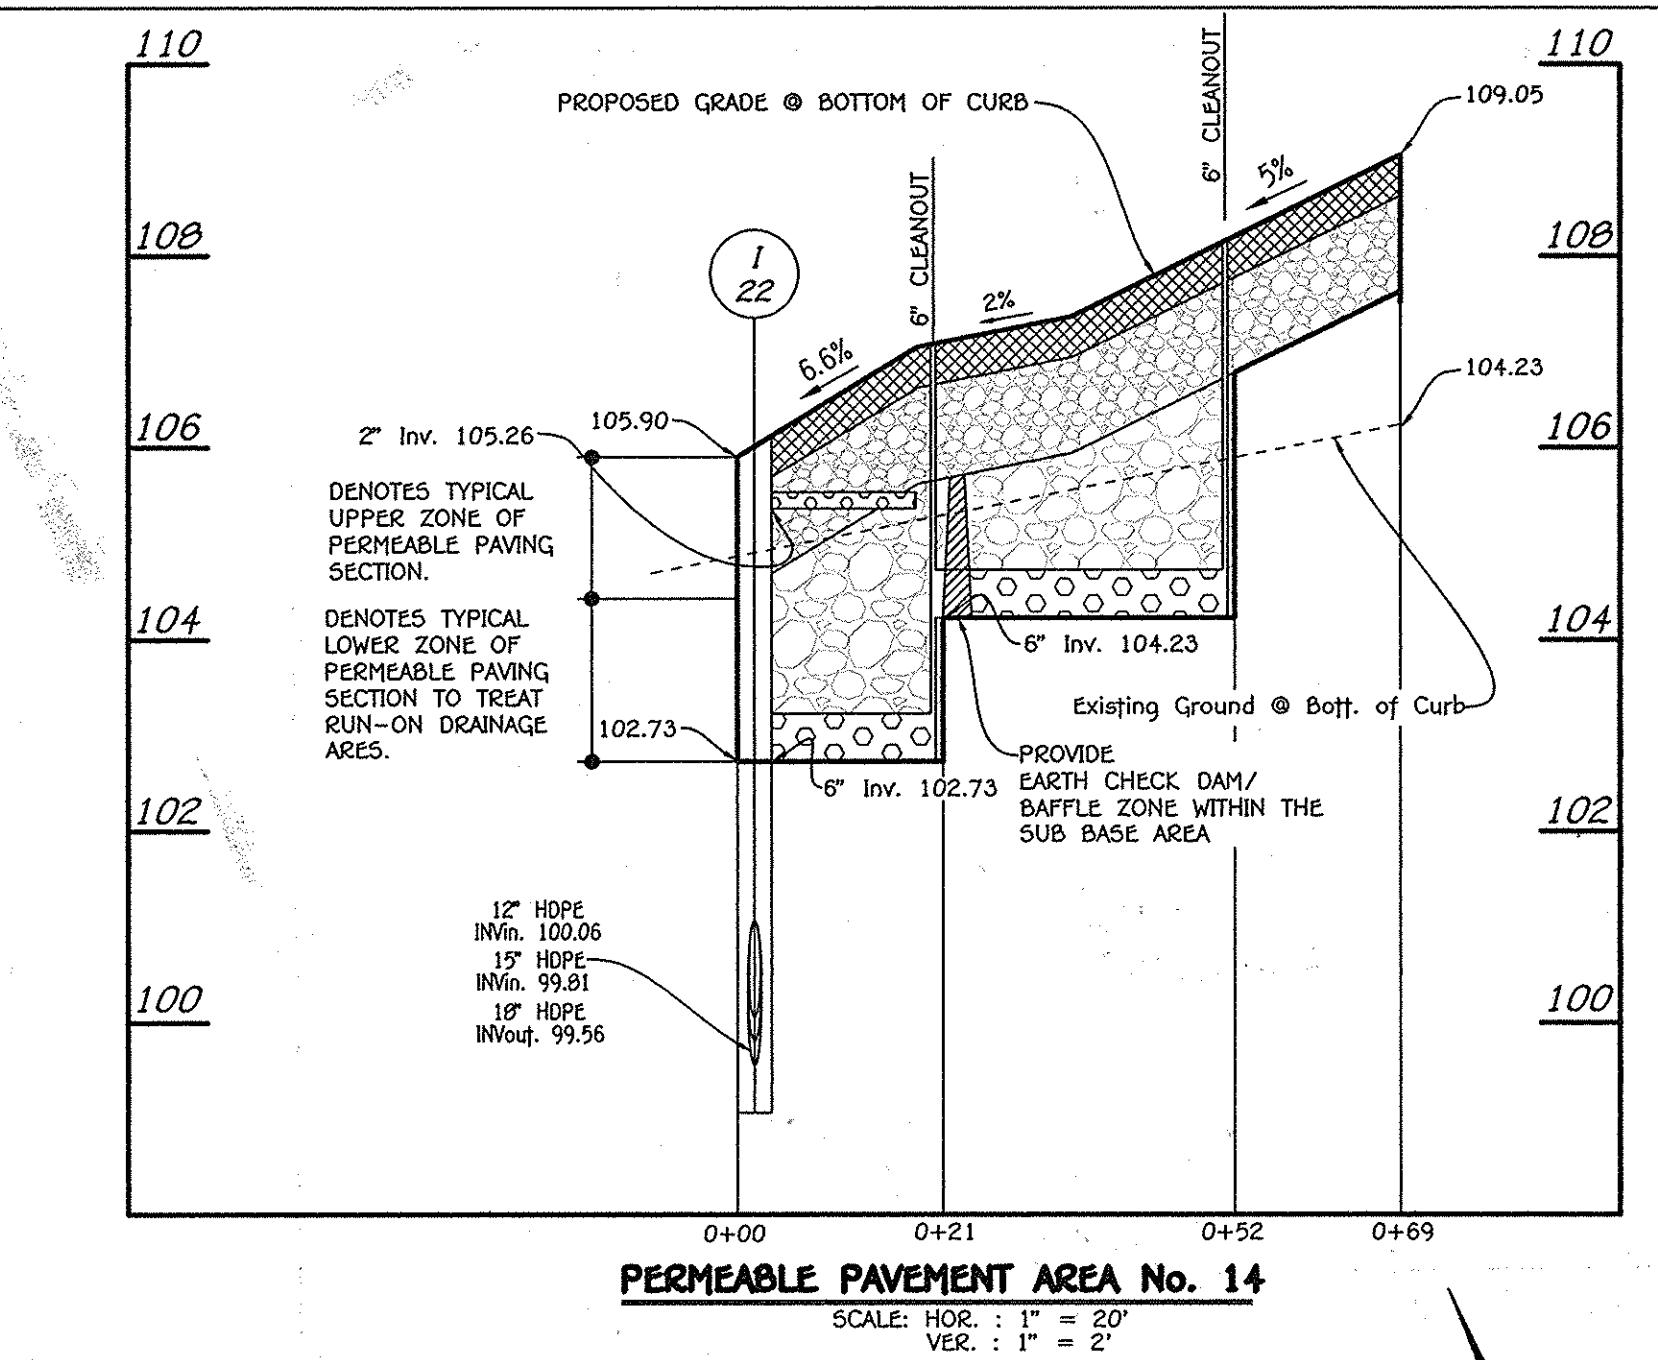 110
110
PROPOSED GRADE @ BOTTOM OF CURB
6" CLEANOUT
109.05
5%
108
108
6" CLEANOUT
I
22
2%
6.6%
104.23
106
106
105.90
2" Inv. 105.26
DENOTES TYPICAL
UPPER ZONE OF
PERMEABLE PAVING
SECTION.
104
104
DENOTES TYPICAL
LOWER ZONE OF
PERMEABLE PAVING
SECTION TO TREAT
RUN-ON DRAINAGE
ARES.
6" Inv. 104.23
Existing Ground @ Bott. of Curb
102.73
6" Inv. 102.73
PROVIDE
EARTH CHECK DAM/
BAFFLE ZONE WITHIN THE
SUB BASE AREA
102
102
12" HDPE
INVin. 100.06
15" HDPE
INVin. 99.81
18" HDPE
INVout. 99.56
100
100
0+00
0+21
0+52
0+69
PERMEABLE PAVEMENT AREA No. 14
SCALE: HOR. : 1" = 20'
VER. : 1" = 2'